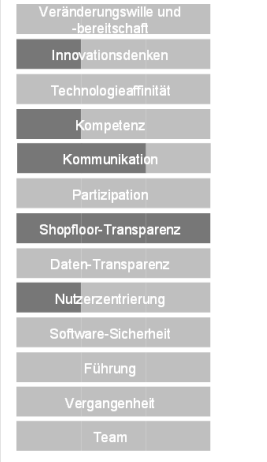 Veränderungswille und
-bereitschaft
Innovationsdenken
Technologieaffinität
Kompetenz
Kommunikation
Partizipation
Shopfloor-Transparenz
Daten-Transparenz
Nutzerzentrierung
Software-Sicherheit
Führung
Vergangenheit
Team